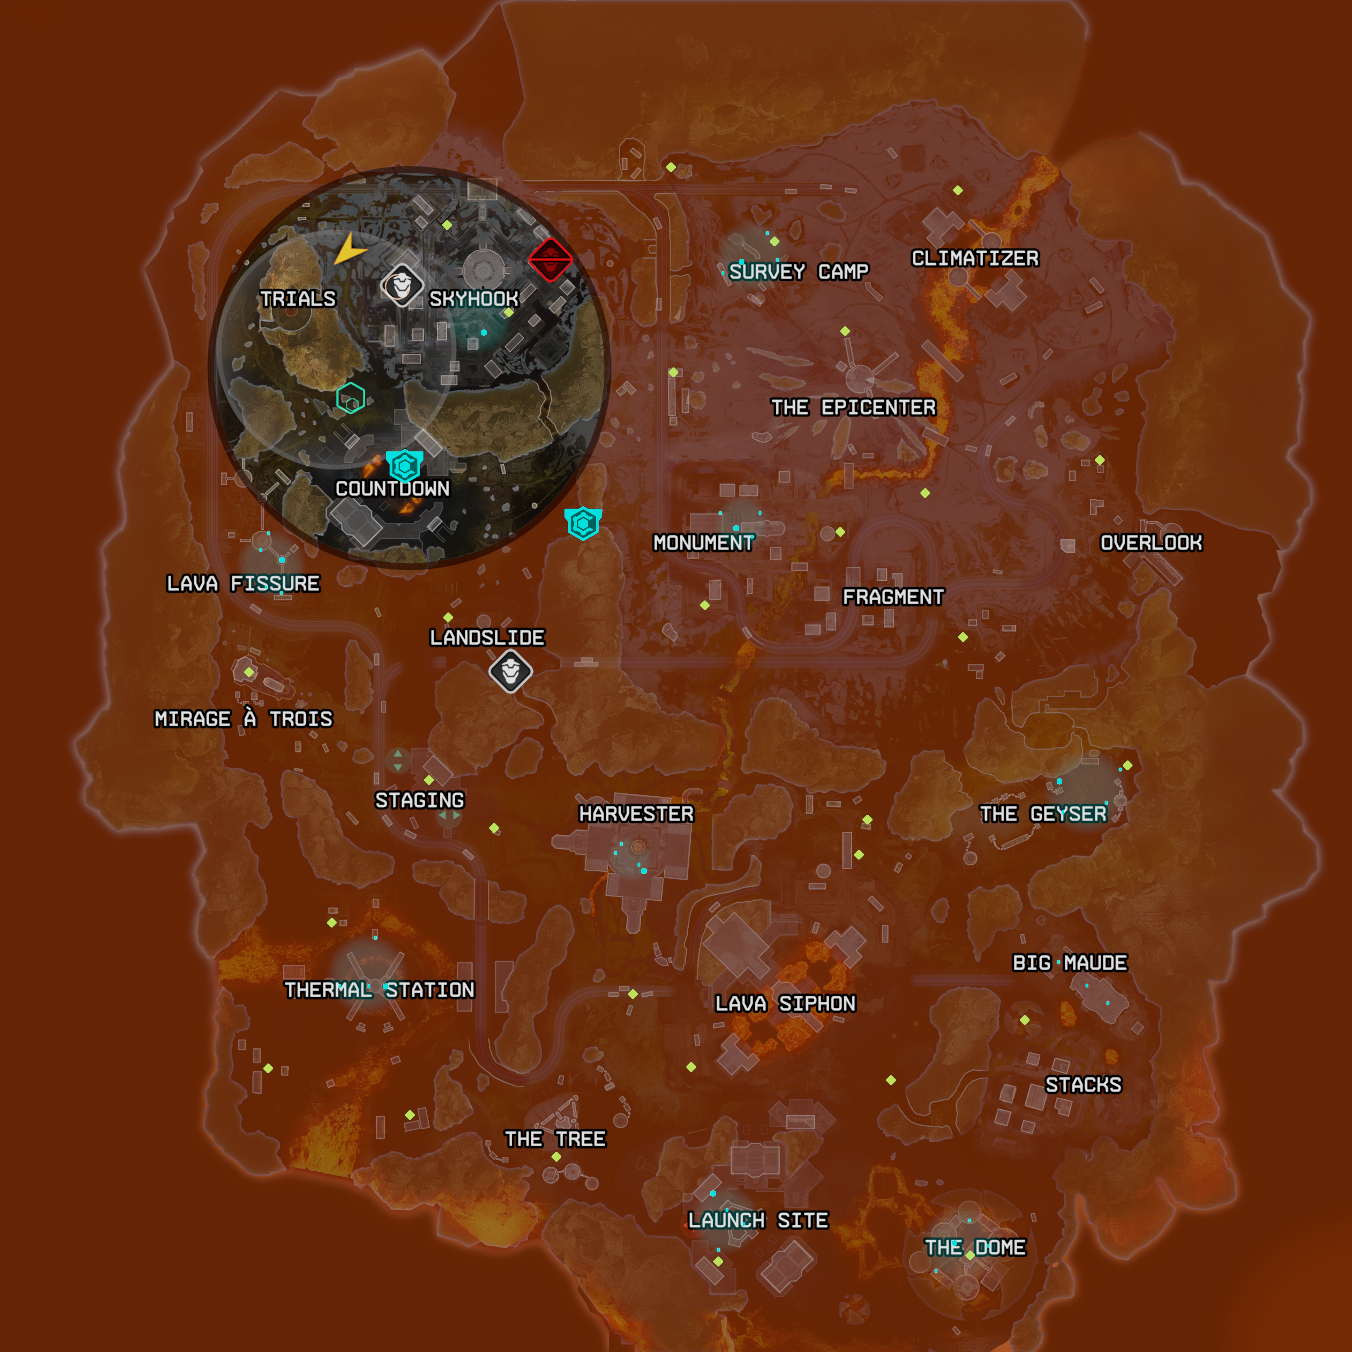 CLIMATIZER
SURVEY CAMP
TRIALS
SKYHOOK
THE EPICENTER
COUNTDOWN
MONUMENT
OVERLOOK
LAVA FISSURE
FRAGMENT
LANDSLIDE
MIRAGE À TROIS
STAGING
HARVESTER
THE GEYSER
BIG MAUDE
THERMAL STATION
LAVA SIPHON
STACKS
THE TREE
LAUNCH SITE
THE DOME